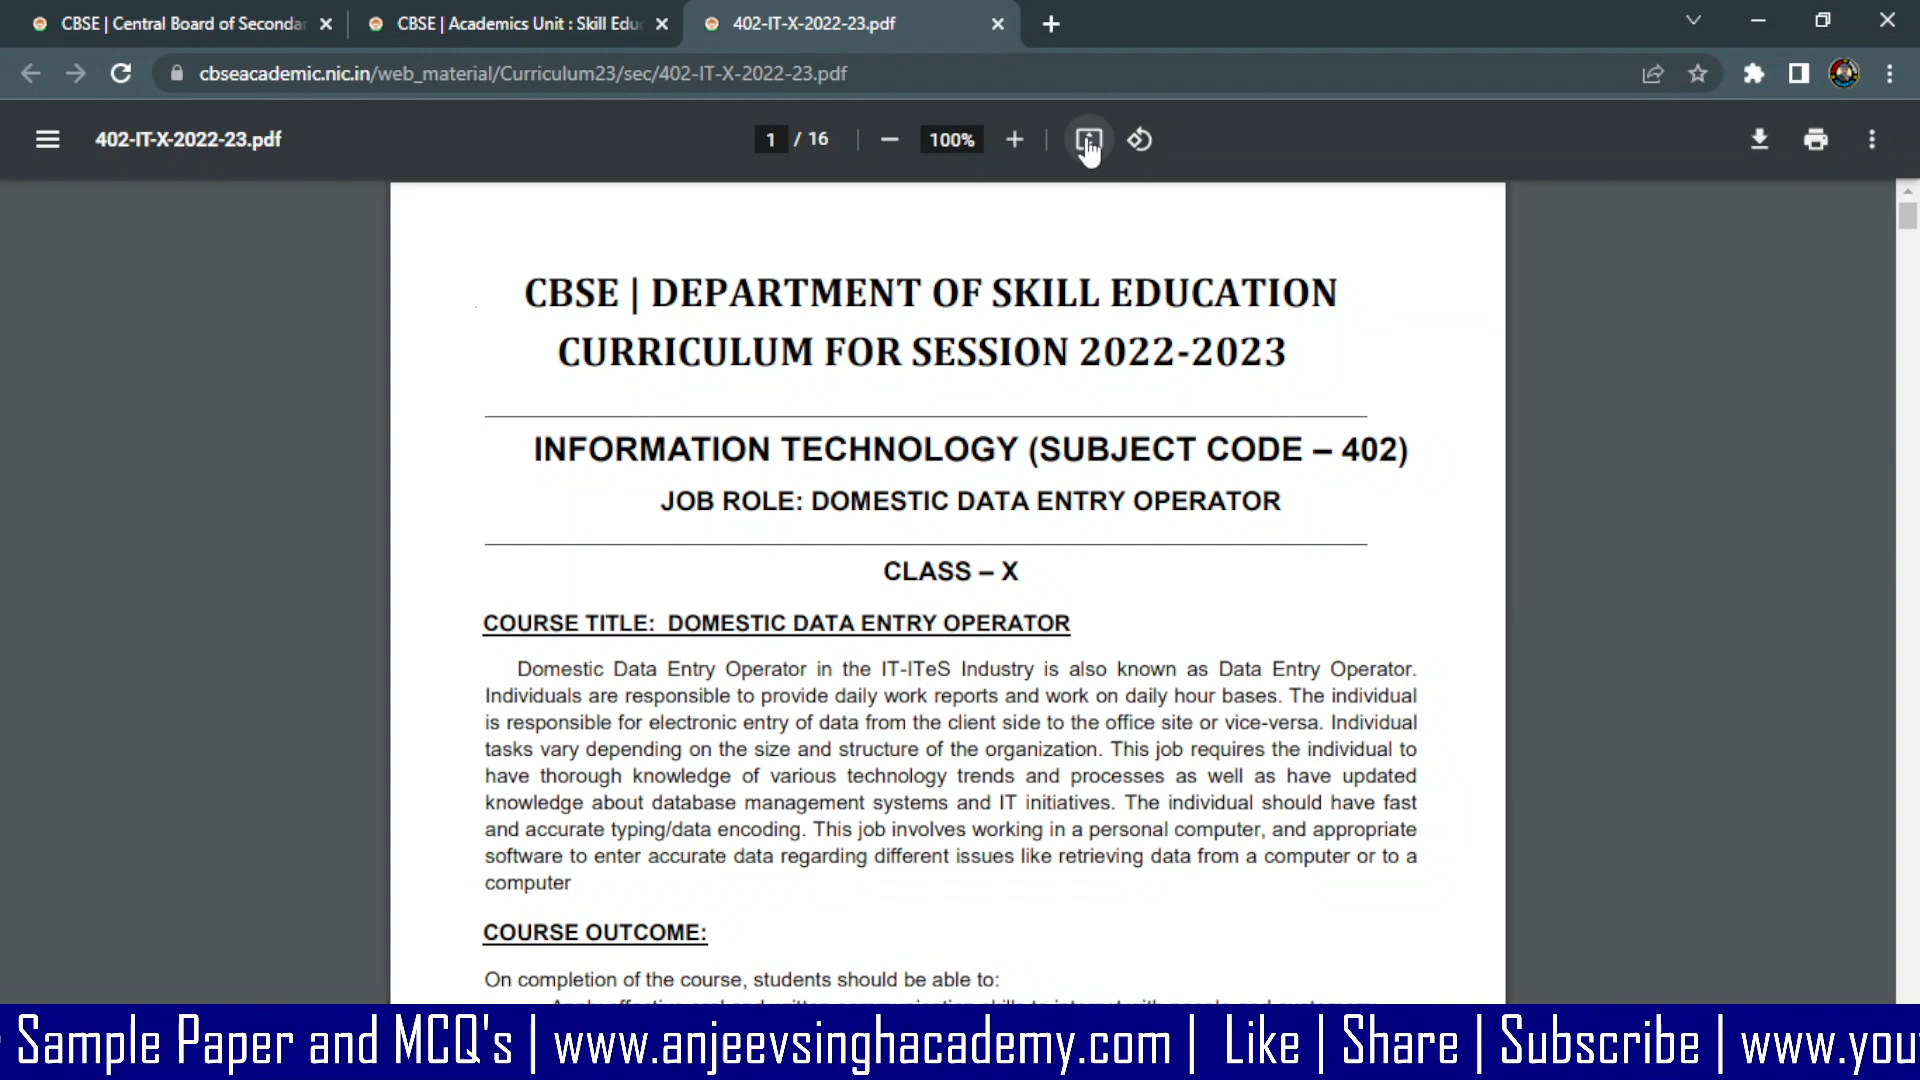 CBSE | Central Board of Seconda
CBSE | Academics Unit : Skill Edu
402-IT-X-2022-23.pdf
cbseacademic.nic.in/web_material/Curriculum23/sec/402-IT-X-2022-23.pdf
402-IT-X-2022-23.pdf
1 / 16
100%
CBSE | DEPARTMENT OF SKILL EDUCATION
CURRICULUM FOR SESSION 2022-2023
INFORMATION TECHNOLOGY (SUBJECT CODE – 402)
JOB ROLE: DOMESTIC DATA ENTRY OPERATOR
CLASS – X
COURSE TITLE: DOMESTIC DATA ENTRY OPERATOR
Domestic Data Entry Operator in the IT-ITeS Industry is also known as Data Entry Operator.
Individuals are responsible to provide daily work reports and work on daily hour bases. The individual
is responsible for electronic entry of data from the client side to the office site or vice-versa. Individual
tasks vary depending on the size and structure of the organization. This job requires the individual to
have thorough knowledge of various technology trends and processes as well as have updated
knowledge about database management systems and IT initiatives. The individual should have fast
and accurate typing/data encoding. This job involves working in a personal computer, and appropriate
software to enter accurate data regarding different issues like retrieving data from a computer or to a
computer
COURSE OUTCOME:
On completion of the course, students should be able to:
Sample Paper and MCQ's | www.anjeevsinghacademy.com | Like | Share | Subscribe | www.you